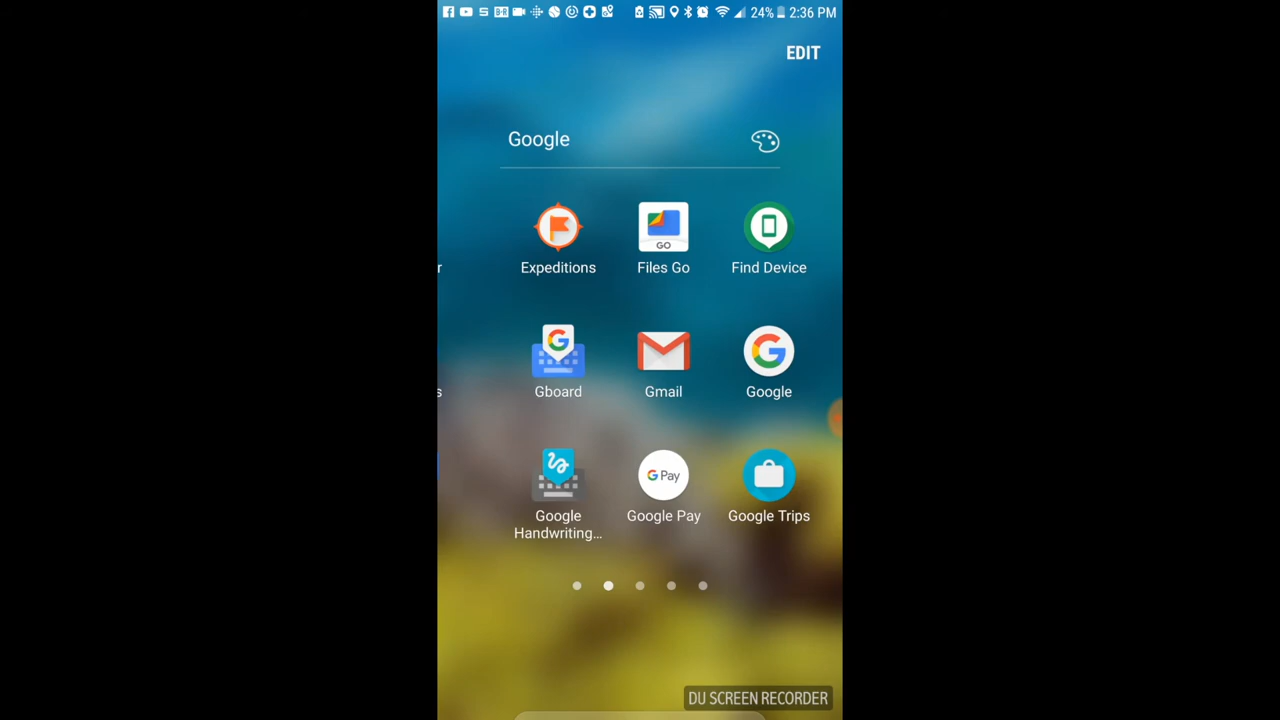 24% 2:36 PM
EDIT
Google
Expeditions
Files Go
Find Device
Gboard
Gmail
Google
Google
Handwriting...
Google Pay
Google Trips
GO
G Pay
DU SCREEN RECORDER